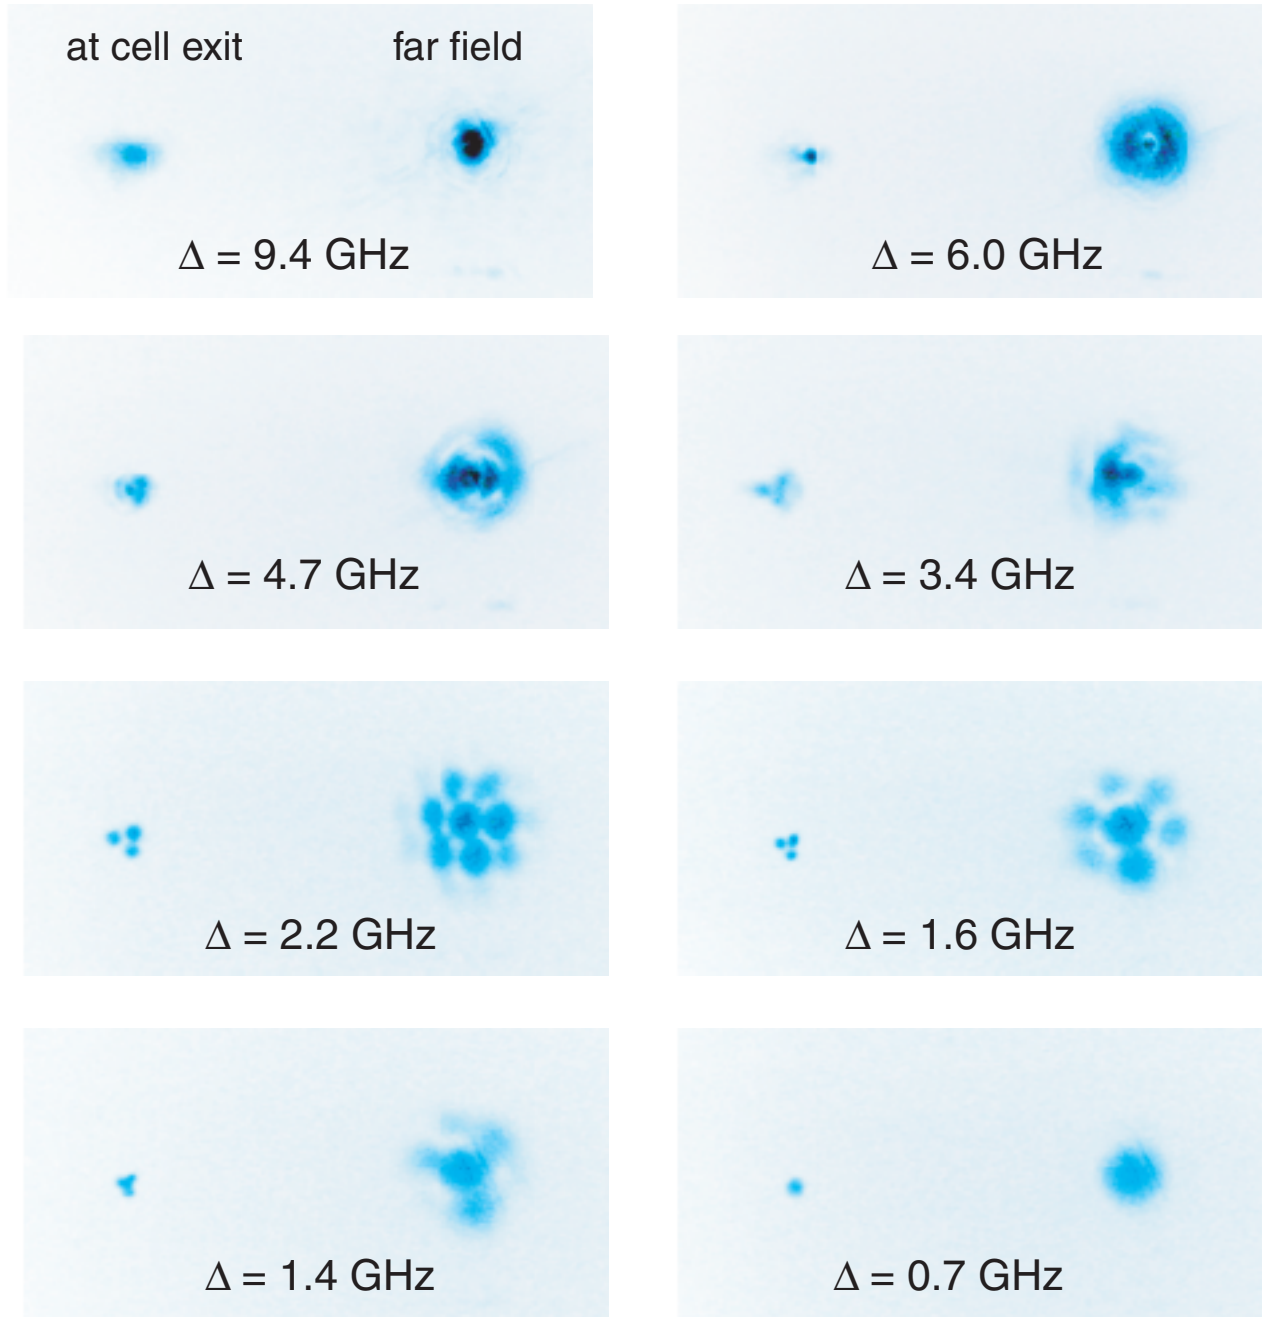 at cell exit far field
Δ = 9.4 GHz
Δ = 6.0 GHz
Δ = 4.7 GHz
Δ = 3.4 GHz
Δ = 2.2 GHz
Δ = 1.6 GHz
Δ = 1.4 GHz
Δ = 0.7 GHz